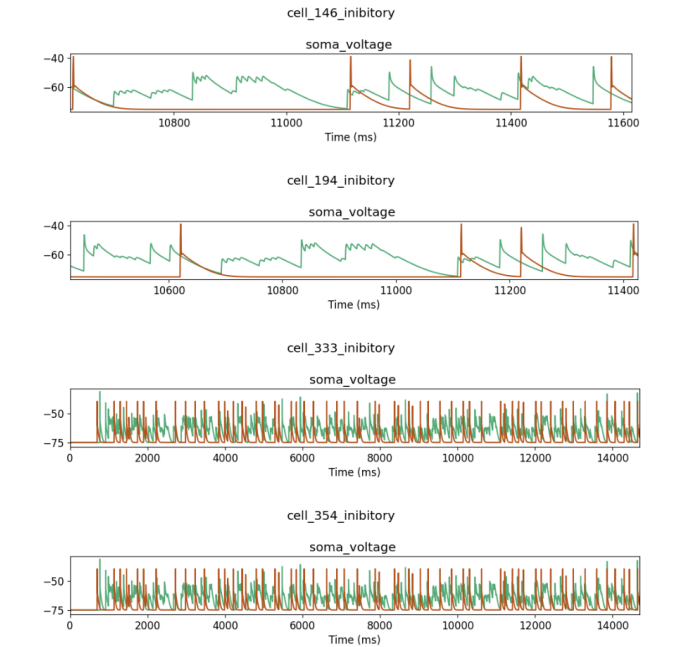 cell_146_inibitory
soma_voltage
−40
−60
10800 11000 11200 11400 11600
Time (ms)
cell_194_inibitory
soma_voltage
−40
−60
10600 10800 11000 11200 11400
Time (ms)
cell_333_inibitory
soma_voltage
−50
−75
0 2000 4000 6000 8000 10000 12000 14000
Time (ms)
cell_354_inibitory
soma_voltage
−50
−75
0 2000 4000 6000 8000 10000 12000 14000
Time (ms)